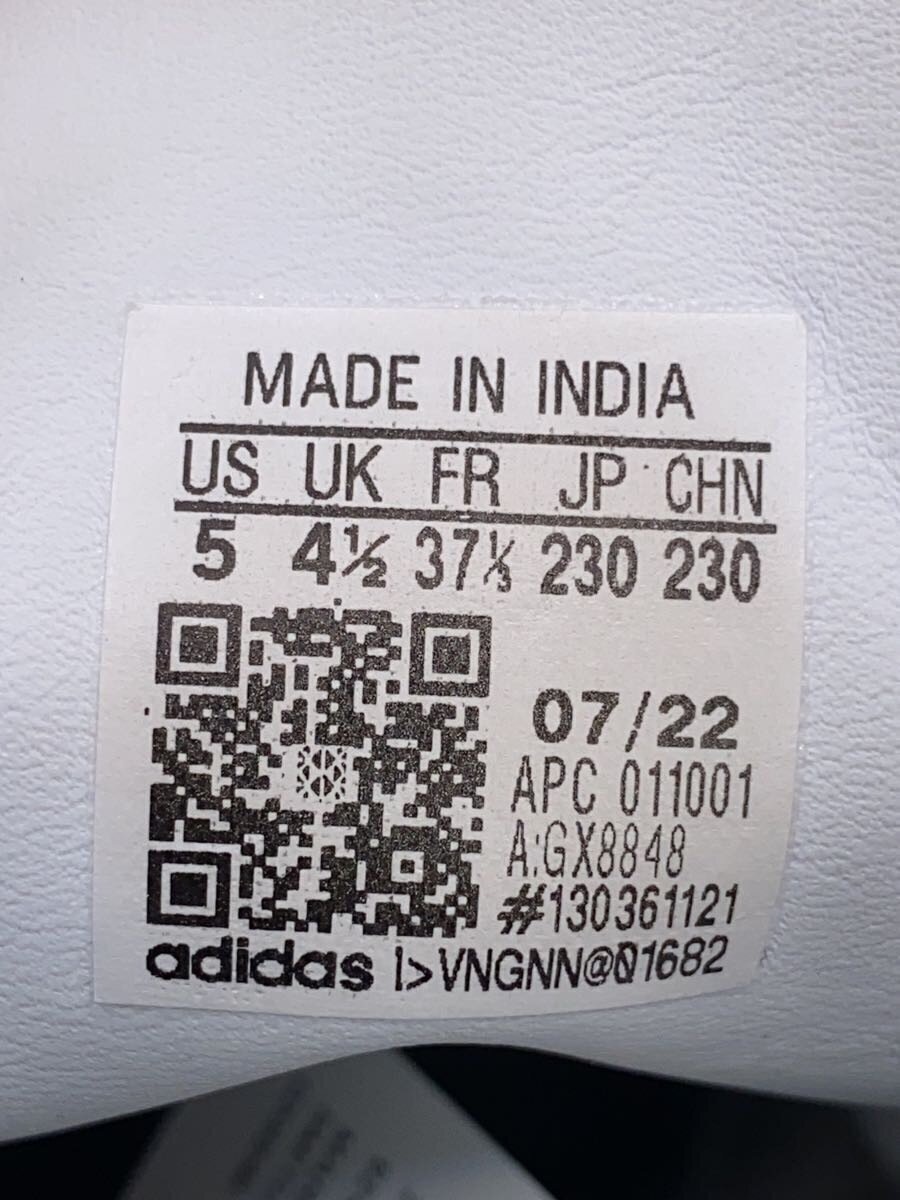 MADE IN INDIA
US UK FR JP CHN
5 4½ 37⅓ 230 230
07/22
APC 011001
A:GX8848
#130361121
adidas I>VNGNN@01682